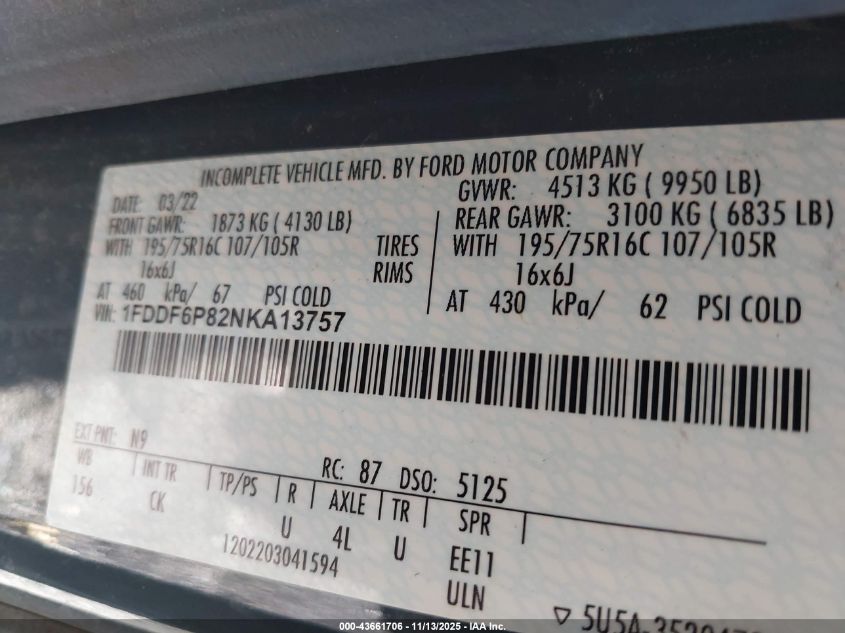 INCOMPLETE VEHICLE MFD. BY FORD MOTOR COMPANY
DATE: 03/22 GVWR: 4513 KG ( 9950 LB)
FRONT GAWR: 1873 KG ( 4130 LB) REAR GAWR: 3100 KG ( 6835 LB)
WITH 195/75R16C 107/105R TIRES WITH 195/75R16C 107/105R
16x6J RIMS 16x6J
AT 460 kPa/ 67 PSI COLD AT 430 kPa/ 62 PSI COLD
VIN: 1FDDF6P82NKA13757
EXT PNT: N9 RC: 87 DSO: 5125
WB INT TR TP/PS R AXLE TR SPR
156 CK U 4L U EE11
1202203041594 ULN
▽ 5U5A
000-43661706 — 11/13/2025 — IAA Inc.